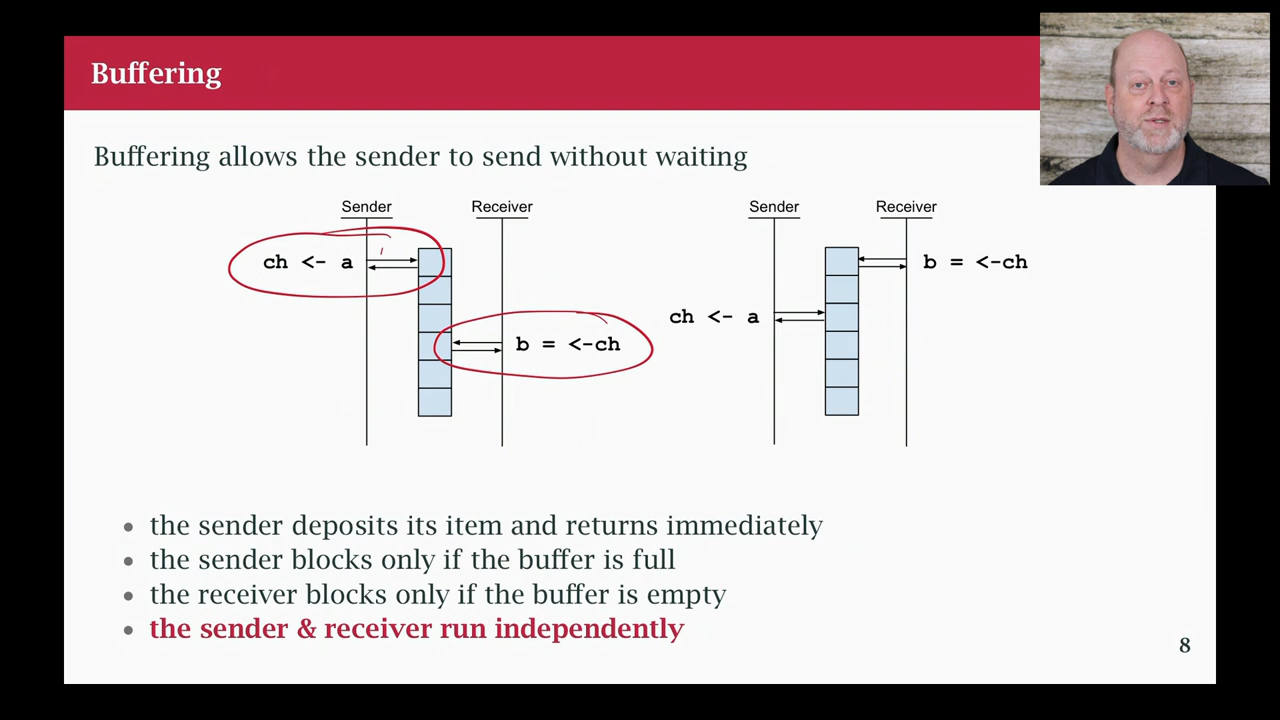 Buffering
Buffering allows the sender to send without waiting
Sender Receiver Sender Receiver
ch <- a b = <-ch
b = <-ch ch <- a
• the sender deposits its item and returns immediately
• the sender blocks only if the buffer is full
• the receiver blocks only if the buffer is empty
• the sender & receiver run independently
8